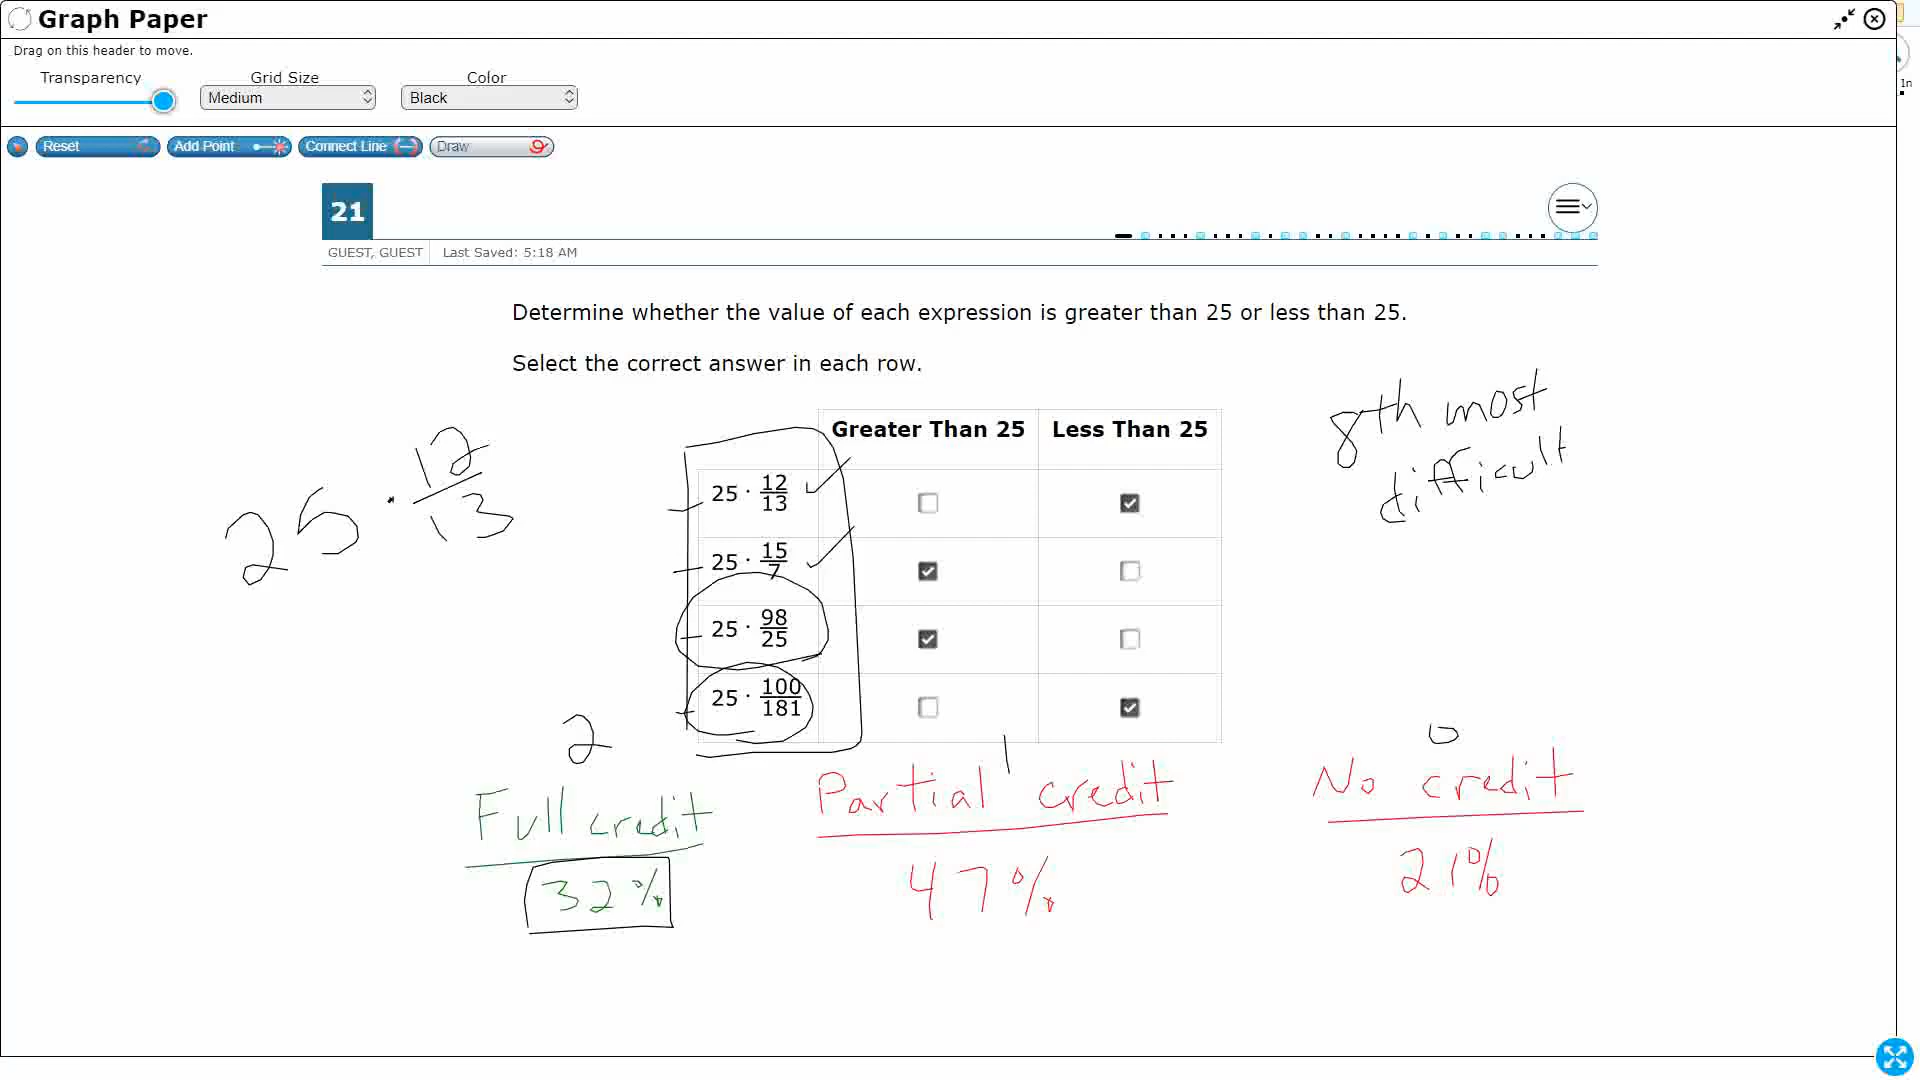 Graph Paper
Drag on this header to move.
Transparency Grid Size Color
Medium Black
Reset Add Point Connect Line Draw
21
GUEST, GUEST Last Saved: 5:18 AM
Determine whether the value of each expression is greater than 25 or less than 25.
Select the correct answer in each row.
8th most
difficult
Greater Than 25 Less Than 25
25 · 12/13
25 · 12/13
25 · 15/7
25 · 98/25
25 · 100/181
2 1 0
Full credit Partial credit No credit
32% 47% 21%